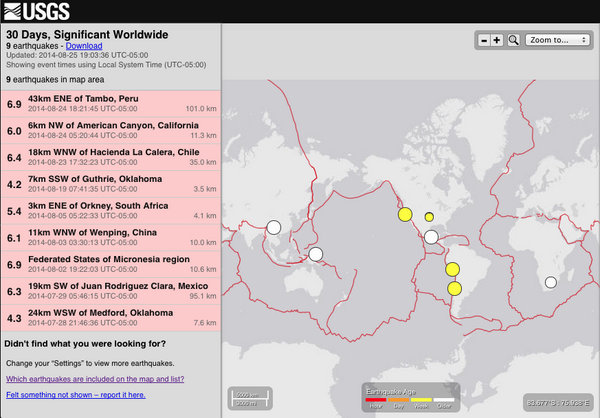 USGS
30 Days, Significant Worldwide
9 earthquakes - Download
Updated: 2014-08-25 19:03:36 UTC-05:00
Showing event times using Local System Time (UTC-05:00)
9 earthquakes in map area
6.9 43km ENE of Tambo, Peru
2014-08-24 18:21:45 UTC-05:00 101.0 km
6.0 6km NW of American Canyon, California
2014-08-24 05:20:44 UTC-05:00 11.3 km
6.4 18km WNW of Hacienda La Calera, Chile
2014-08-23 17:32:23 UTC-05:00 35.0 km
4.2 7km SSW of Guthrie, Oklahoma
2014-08-19 07:41:35 UTC-05:00 3.5 km
5.4 3km ENE of Orkney, South Africa
2014-08-05 05:22:33 UTC-05:00 4.1 km
6.1 11km WNW of Wenping, China
2014-08-03 03:30:13 UTC-05:00 10.0 km
6.9 Federated States of Micronesia region
2014-08-02 19:22:03 UTC-05:00 10.6 km
6.3 19km SW of Juan Rodriguez Clara, Mexico
2014-07-29 05:46:15 UTC-05:00 95.1 km
4.3 24km WSW of Medford, Oklahoma
2014-07-28 21:46:36 UTC-05:00 7.6 km
Didn't find what you were looking for?
Change your "Settings" to view more earthquakes.
Which earthquakes are included on the map and list?
Felt something not shown – report it here.
- + Zoom to...
5000 km
Earthquake Age
Hour Day Week Older